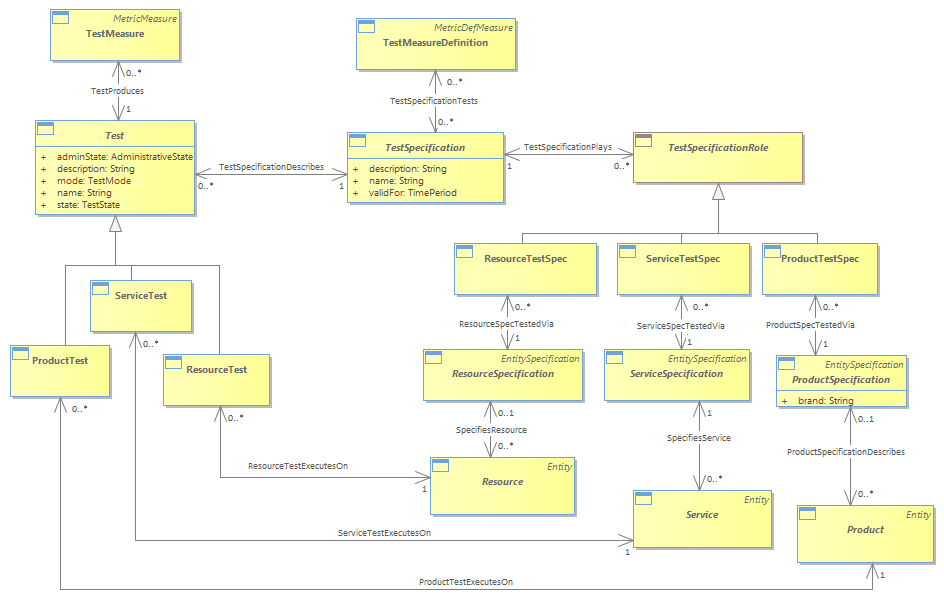 MetricMeasure
TestMeasure
0..*
TestProduces
1
MetricDefMeasure
TestMeasureDefinition
0..*
TestSpecificationTests
0..*
Test
+ adminState: AdministrativeState
+ description: String
+ mode: TestMode
+ name: String
+ state: TestState
TestSpecificationDescribes
0..*
1
TestSpecification
+ description: String
+ name: String
+ validFor: TimePeriod
TestSpecificationPlays
1
0..*
TestSpecificationRole
ResourceTestSpec
ServiceTestSpec
ProductTestSpec
0..*
ResourceSpecTestedVia
1
0..*
ServiceSpecTestedVia
1
0..*
ProductSpecTestedVia
1
ServiceTest
0..*
ProductTest
0..*
ResourceTest
0..*
EntitySpecification
ResourceSpecification
EntitySpecification
ServiceSpecification
EntitySpecification
ProductSpecification
+ brand: String
0..1
SpecifiesResource
0..*
1
SpecifiesService
0..*
0..1
ProductSpecificationDescribes
0..*
ResourceTestExecutesOn
1
Entity
Resource
ServiceTestExecutesOn
1
Entity
Service
Entity
Product
ProductTestExecutesOn
1